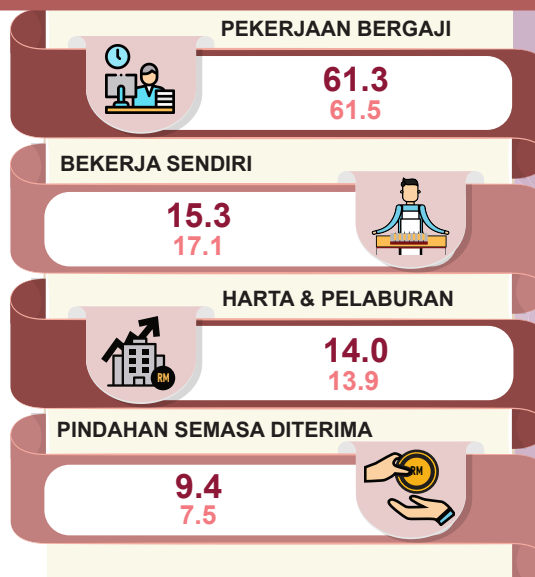 PEKERJAAN BERGAJI
61.3
61.5
BEKERJA SENDIRI
15.3
17.1
HARTA & PELABURAN
RM
14.0
13.9
PINDAHAN SEMASA DITERIMA
RM
9.4
7.5